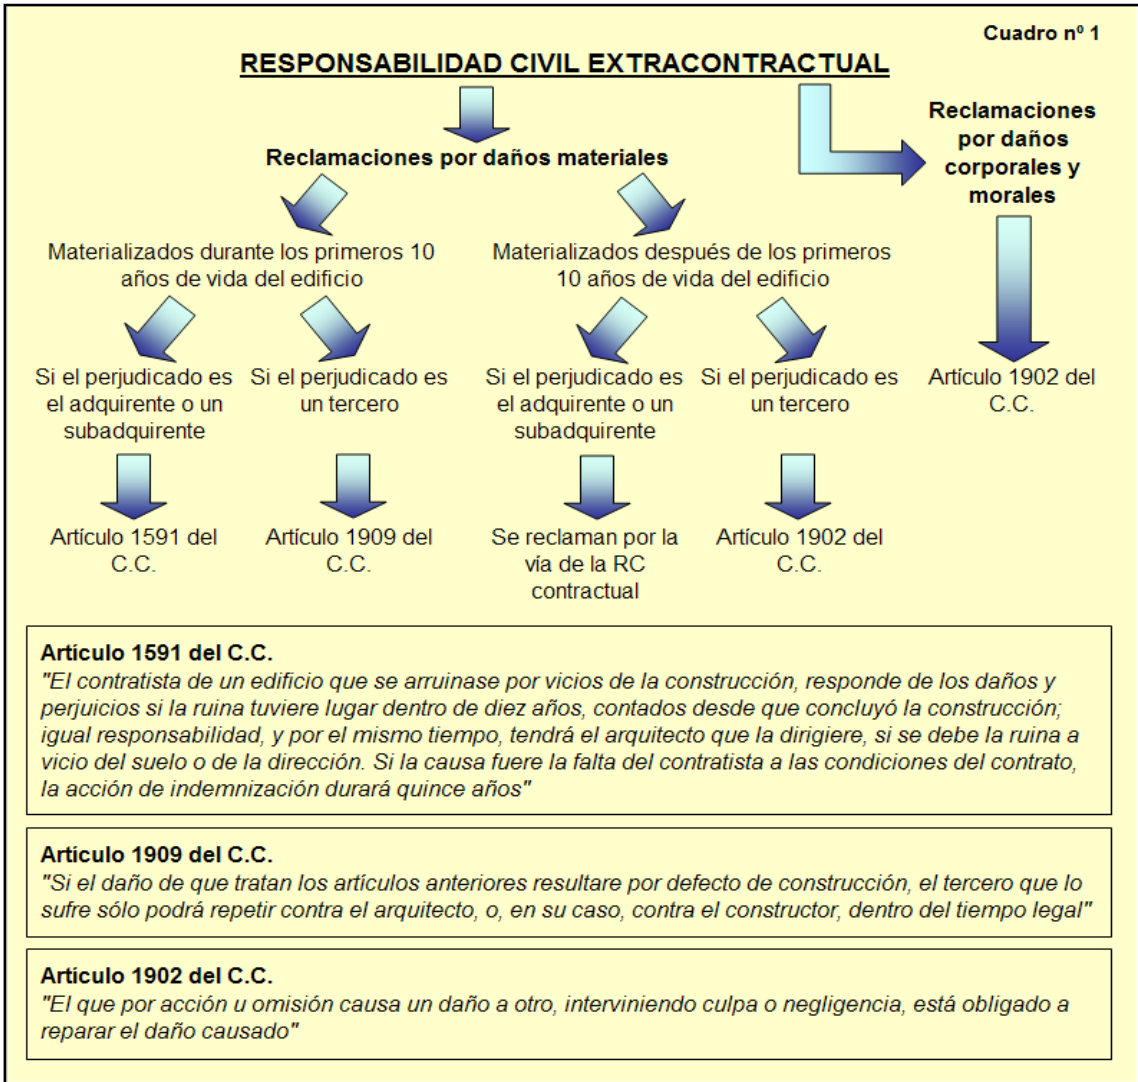 Cuadro nº 1
RESPONSABILIDAD CIVIL EXTRACONTRACTUAL
Reclamaciones
por daños
corporales y
morales
Reclamaciones por daños materiales
Materializados durante los primeros 10
años de vida del edificio
Materializados después de los primeros
10 años de vida del edificio
Si el perjudicado es
el adquirente o un
subadquirente
Si el perjudicado es
un tercero
Si el perjudicado es
el adquirente o un
subadquirente
Si el perjudicado es
un tercero
Artículo 1902 del
C.C.
Artículo 1591 del
C.C.
Artículo 1909 del
C.C.
Se reclaman por la
vía de la RC
contractual
Artículo 1902 del
C.C.
Artículo 1591 del C.C.
"El contratista de un edificio que se arruinase por vicios de la construcción, responde de los daños y
perjuicios si la ruina tuviere lugar dentro de diez años, contados desde que concluyó la construcción;
igual responsabilidad, y por el mismo tiempo, tendrá el arquitecto que la dirigiere, si se debe la ruina a
vicio del suelo o de la dirección. Si la causa fuere la falta del contratista a las condiciones del contrato,
la acción de indemnización durará quince años"
Artículo 1909 del C.C.
"Si el daño de que tratan los artículos anteriores resultare por defecto de construcción, el tercero que lo
sufre sólo podrá repetir contra el arquitecto, o, en su caso, contra el constructor, dentro del tiempo legal"
Artículo 1902 del C.C.
"El que por acción u omisión causa un daño a otro, interviniendo culpa o negligencia, está obligado a
reparar el daño causado"